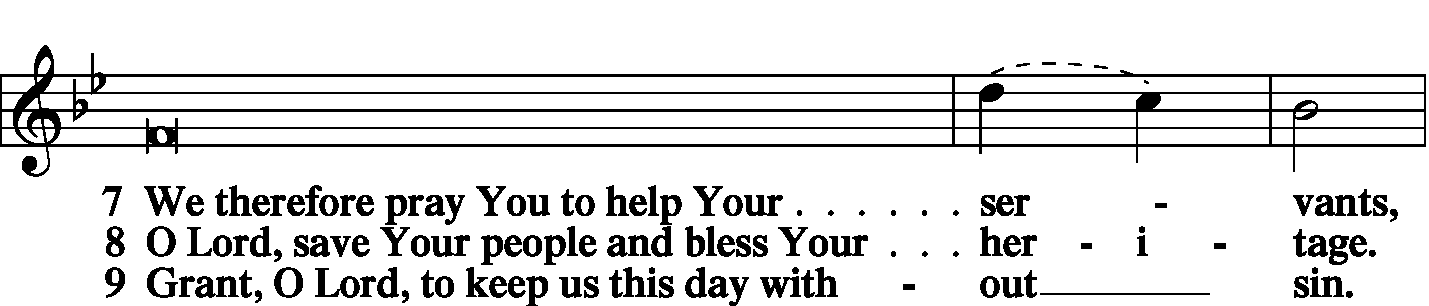 7 We therefore pray You to help Your . . . . . . ser - vants,
8 O Lord, save Your people and bless Your . . . her - i - tage.
9 Grant, O Lord, to keep us this day with - out sin.